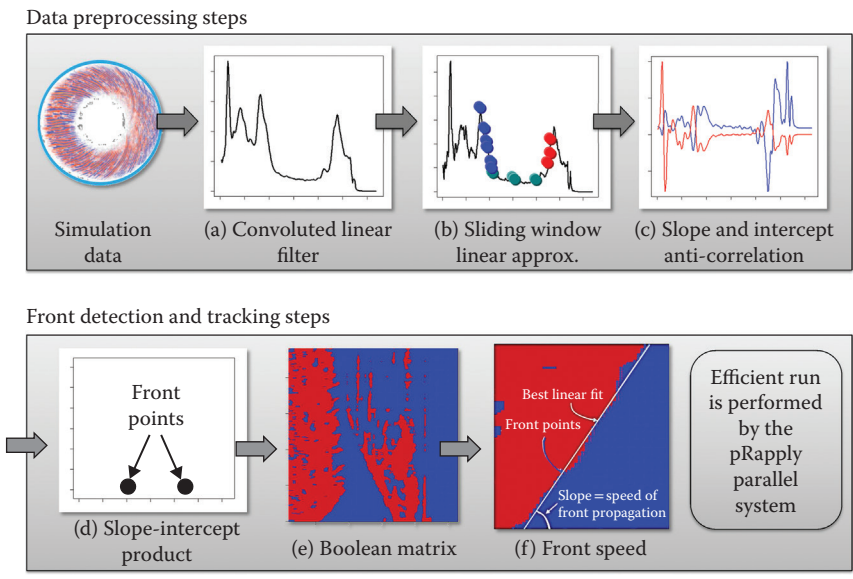 Data preprocessing steps
Simulation
data
(a) Convoluted linear
filter
(b) Sliding window
linear approx.
(c) Slope and intercept
anti-correlation
Front detection and tracking steps
Front
points
(d) Slope-intercept
product
(e) Boolean matrix
Best linear fit
Front points
Slope = speed of
front propagation
(f) Front speed
Efficient run
is performed
by the
pRapply
parallel
system